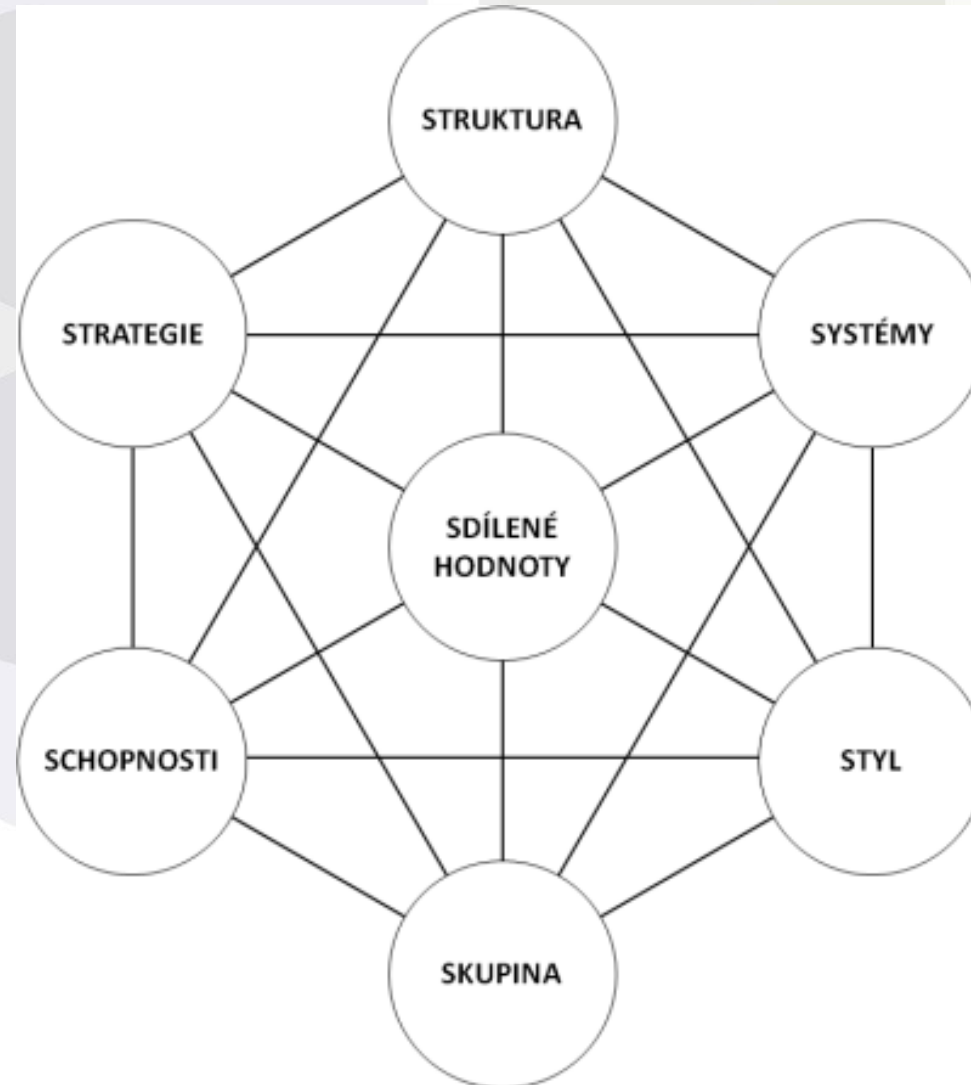 STRUKTURA
STRATEGIE
SYSTÉMY
SDÍLENÉ
HODNOTY
SCHOPNOSTI
STYL
SKUPINA